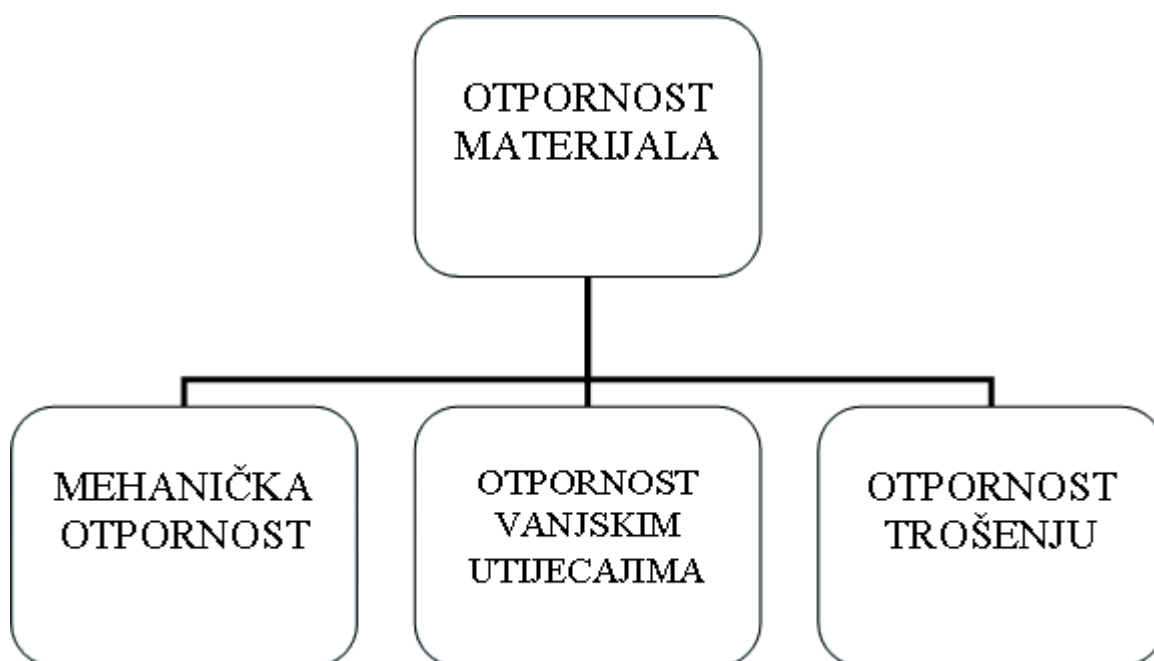 OTPORNOST
MATERIJALA
MEHANIČKA
OTPORNOST
OTPORNOST
VANJSKIM
UTIJECAJIMA
OTPORNOST
TROŠENJU